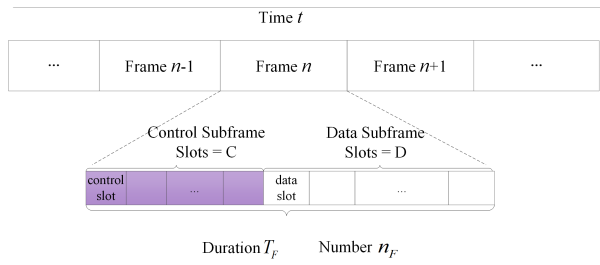 Time t
... Frame n-1 Frame n Frame n+1 ...
Control Subframe Data Subframe
Slots = C Slots = D
control data
slot ... slot ...
Duration T_F Number n_F